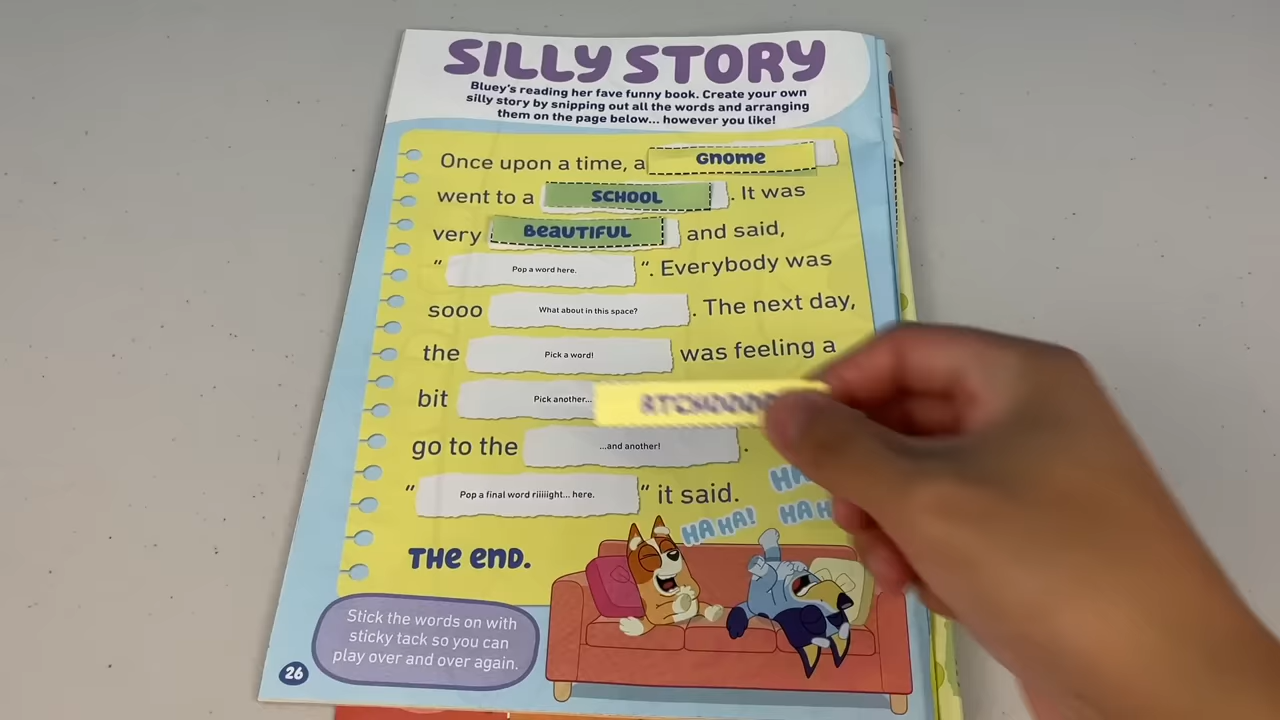 SILLY STORY
Bluey's reading her fave funny book. Create your own
silly story by snipping out all the words and arranging
them on the page below... however you like!
Once upon a time, a GNOME
went to a SCHOOL. It was
very BEAUTIFUL and said,
" Pop a word here. ". Everybody was
sooo What about in this space? . The next day,
the Pick a word! was feeling a
bit Pick another...
go to the ...and another! .
" Pop a final word riiiiight... here. " it said.
HA HA!
THE END.
Stick the words on with
sticky tack so you can
play over and over again.
26